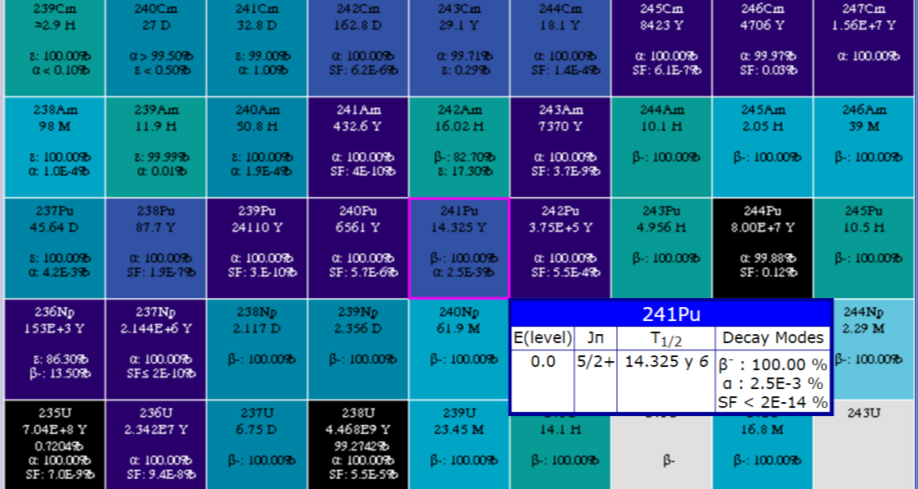 239Cm
≈2.9 H
ε: 100.00%
α < 0.10%
240Cm
27 D
α > 99.50%
ε < 0.50%
241Cm
32.8 D
ε: 99.00%
α: 1.00%
242Cm
162.8 D
α: 100.00%
SF: 6.2E-6%
243Cm
29.1 Y
α: 99.71%
ε: 0.29%
244Cm
18.1 Y
α: 100.00%
SF: 1.4E-4%
245Cm
8423 Y
α: 100.00%
SF: 6.1E-7%
246Cm
4706 Y
α: 99.97%
SF: 0.03%
247Cm
1.56E+7 Y
α: 100.00%
238Am
98 M
ε: 100.00%
α: 1.0E-4%
239Am
11.9 H
ε: 99.99%
α: 0.01%
240Am
50.8 H
ε: 100.00%
α: 1.9E-4%
241Am
432.6 Y
α: 100.00%
SF: 4E-10%
242Am
16.02 H
β-: 82.70%
ε: 17.30%
243Am
7370 Y
α: 100.00%
SF: 3.7E-9%
244Am
10.1 H
β-: 100.00%
245Am
2.05 H
β-: 100.00%
246Am
39 M
β-: 100.00%
237Pu
45.64 D
ε: 100.00%
α: 4.2E-3%
238Pu
87.7 Y
α: 100.00%
SF: 1.9E-7%
239Pu
24110 Y
α: 100.00%
SF: 3.E-10%
240Pu
6561 Y
α: 100.00%
SF: 5.7E-6%
241Pu
14.325 Y
β-: 100.00%
α: 2.5E-3%
242Pu
3.75E+5 Y
α: 100.00%
SF: 5.5E-4%
243Pu
4.956 H
β-: 100.00%
244Pu
8.00E+7 Y
α: 99.88%
SF: 0.12%
245Pu
10.5 H
β-: 100.00%
236Np
153E+3 Y
ε: 86.30%
β-: 13.50%
237Np
2.144E+6 Y
α: 100.00%
SF≤ 2E-10%
238Np
2.117 D
β-: 100.00%
239Np
2.356 D
β-: 100.00%
240Np
61.9 M
β-: 100.00%
241Pu
E(level) Jπ T1/2 Decay Modes
0.0 5/2+ 14.325 y 6 β⁻ : 100.00 %
α : 2.5E-3 %
SF < 2E-14 %
244Np
2.29 M
β-: 100.00%
235U
7.04E+8 Y
0.7204%
α: 100.00%
SF: 7.0E-9%
236U
2.342E7 Y
α: 100.00%
SF: 9.4E-8%
237U
6.75 D
β-: 100.00%
238U
4.468E9 Y
99.2742%
α: 100.00%
SF: 5.5E-5%
239U
23.45 M
β-: 100.00%
14.1 H
β-: 100.00%
β-
16.8 M
β-: 100.00%
243U